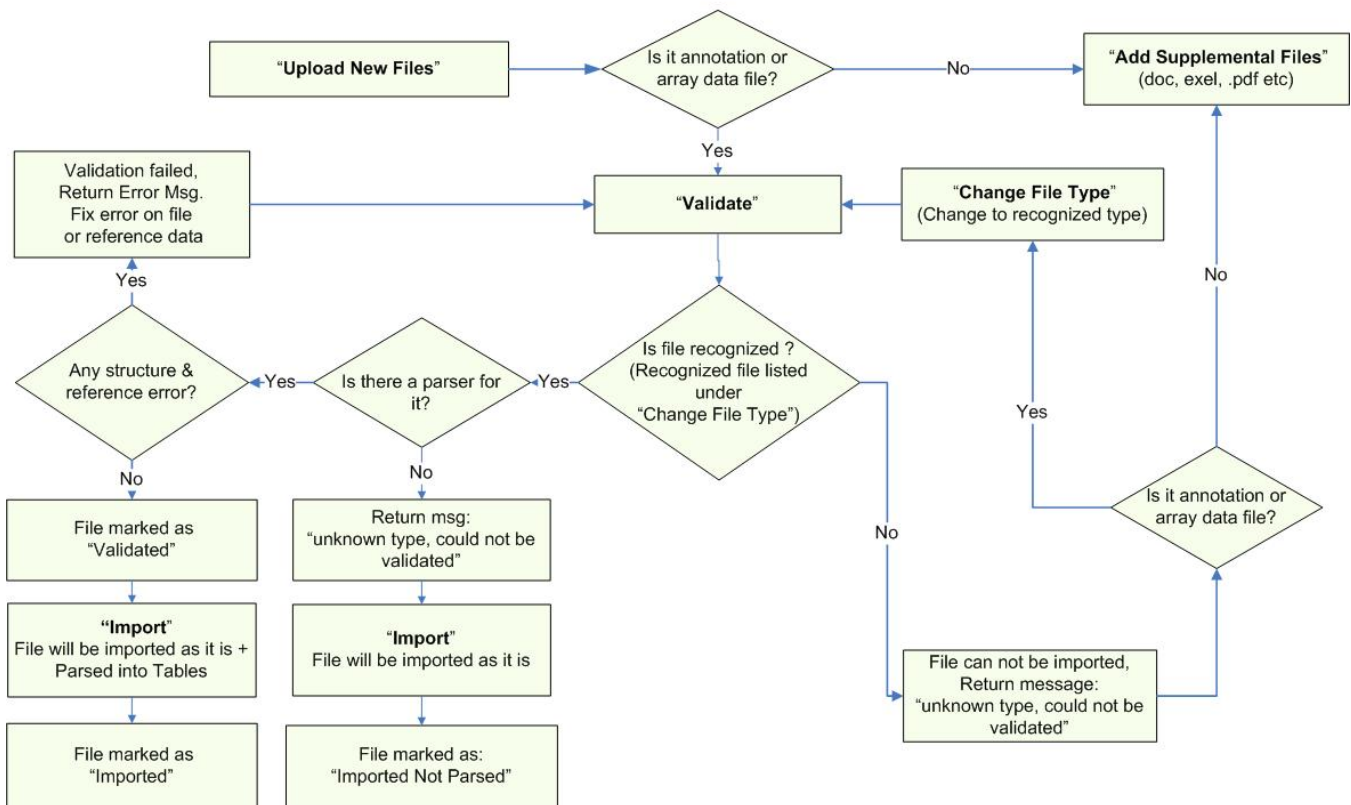 “Upload New Files”
Is it annotation or
array data file?
No
“Add Supplemental Files”
(doc, exel, .pdf etc)
Yes
Validation failed,
Return Error Msg.
Fix error on file
or reference data
“Validate”
“Change File Type”
(Change to recognized type)
Yes
No
Any structure &
reference error?
Yes
Is there a parser for
it?
Yes
Is file recognized ?
(Recognized file listed
under
“Change File Type”)
Yes
No
No
No
Is it annotation or
array data file?
File marked as
“Validated”
Return msg:
“unknown type, could not be
validated”
“Import”
File will be imported as it is +
Parsed into Tables
“Import”
File will be imported as it is
File can not be imported,
Return message:
“unknown type, could not be
validated”
File marked as
“Imported”
File marked as:
“Imported Not Parsed”